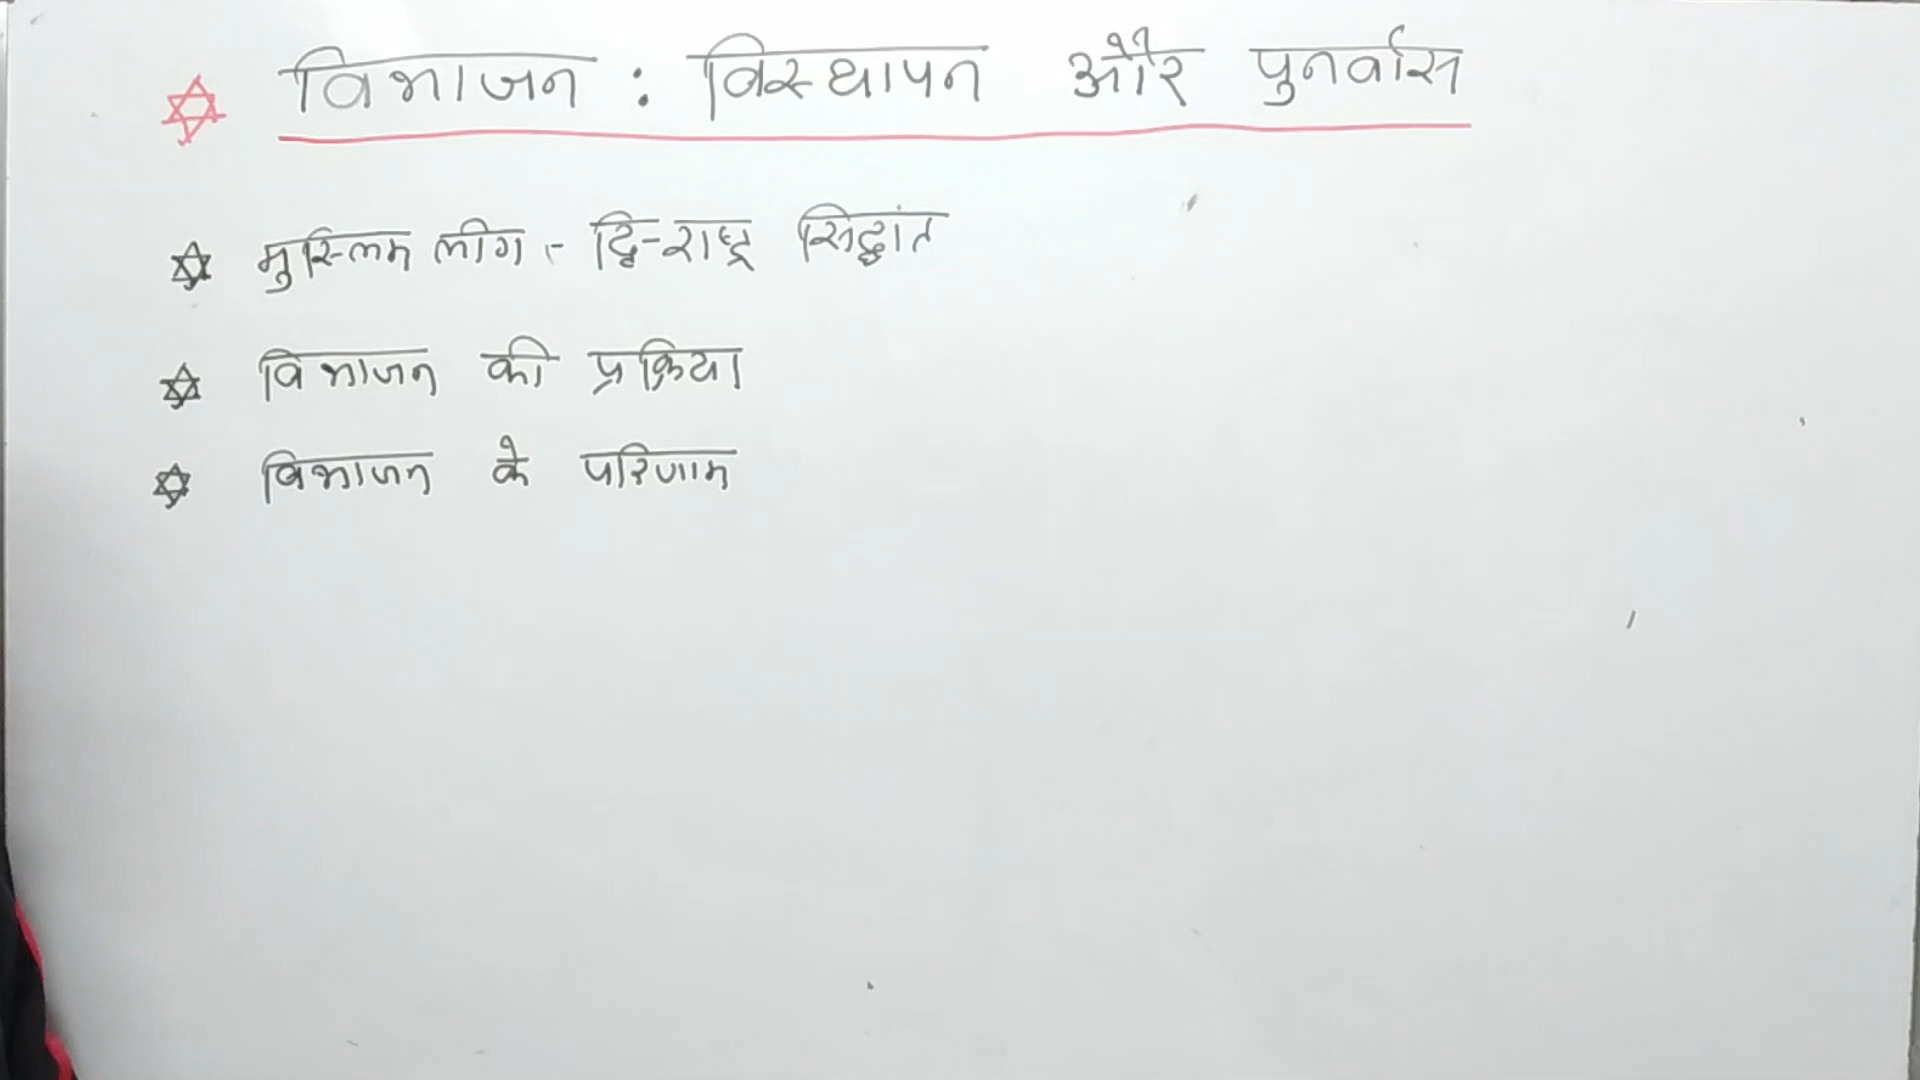 विभाजन : विस्थापन और पुनर्वास
मुस्लिम लीग :- द्वि-राष्ट्र सिद्धांत
विभाजन की प्रक्रिया
विभाजन के परिणाम